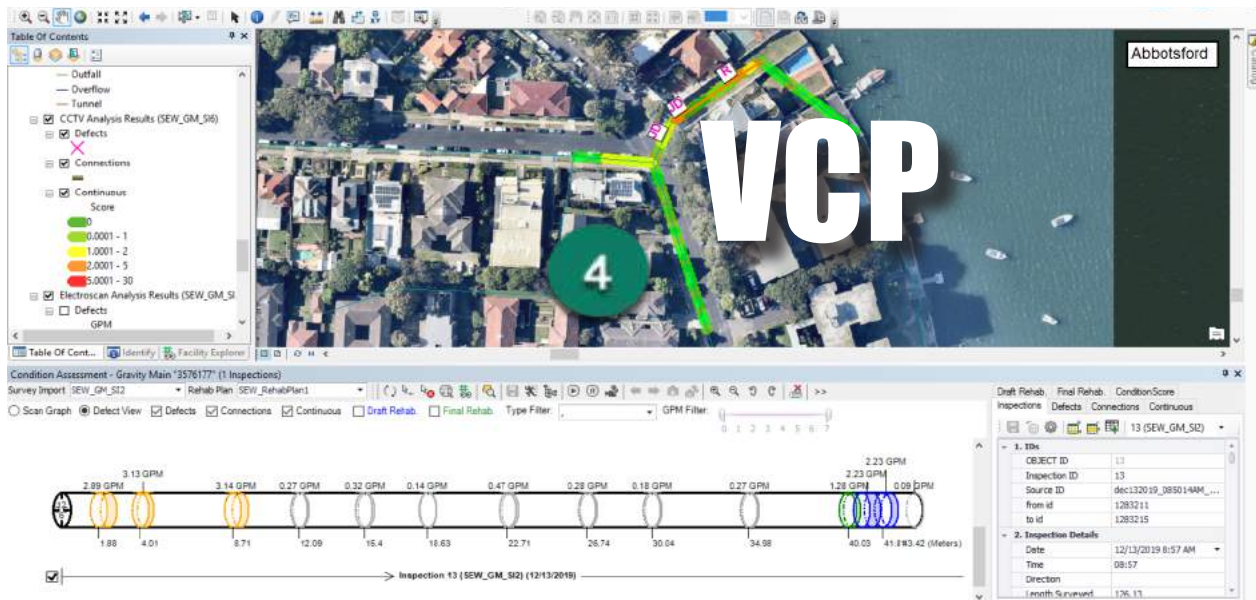 Table Of Contents
Outfall
Overflow
Tunnel
CCTV Analysis Results (SEW_GM_SI6)
Defects
Connections
Continuous
Score
0
0.0001 - 1
1.0001 - 2
2.0001 - 5
5.0001 - 30
Electroscan Analysis Results (SEW_GM_SI
Defects
GPM
Table Of Cont... Identify Facility Explorer
Abbotsford
JD
JD
R
VCP
4
Catalog
Condition Assessment - Gravity Main "3576177" (1 Inspections)
Survey Import SEW_GM_SI2 Rehab Plan SEW_RehabPlan1 >>
Scan Graph Defect View Defects Connections Continuous Draft Rehab. Final Rehab. Type Filter: GPM Filter:
0 1 2 3 4 5 6 7
2.89 GPM 3.13 GPM 3.14 GPM 0.27 GPM 0.32 GPM 0.14 GPM 0.47 GPM 0.28 GPM 0.18 GPM 0.27 GPM 1.28 GPM 2.23 GPM 2.23 GPM 0.09 GPM
1.88 4.01 8.71 12.09 15.4 18.63 22.71 26.74 30.04 34.98 40.03 43.42 (Meters)
Inspection 13 (SEW_GM_SI2) (12/13/2019)
Draft Rehab. Final Rehab. ConditionScore
Inspections Defects Connections Continuous
13 (SEW_GM_SI2)
1. IDs
OBJECT ID 13
Inspection ID 13
Source ID dec132019_085014AM_...
from id 1283211
to id 1283215
2. Inspection Details
Date 12/13/2019 8:57 AM
Time 08:57
Direction
Length Surveyed 126.13